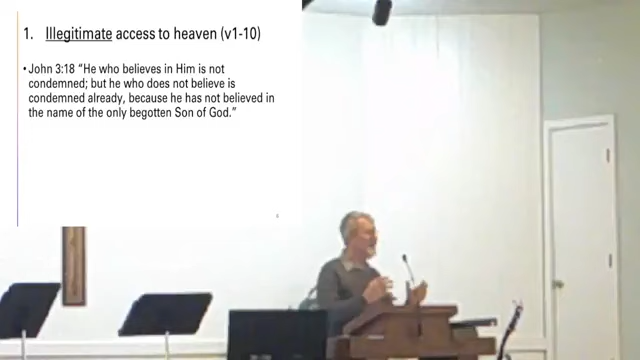 1. Illegitimate access to heaven (v1-10)
• John 3:18 “He who believes in Him is not
condemned; but he who does not believe is
condemned already, because he has not believed in
the name of the only begotten Son of God.”